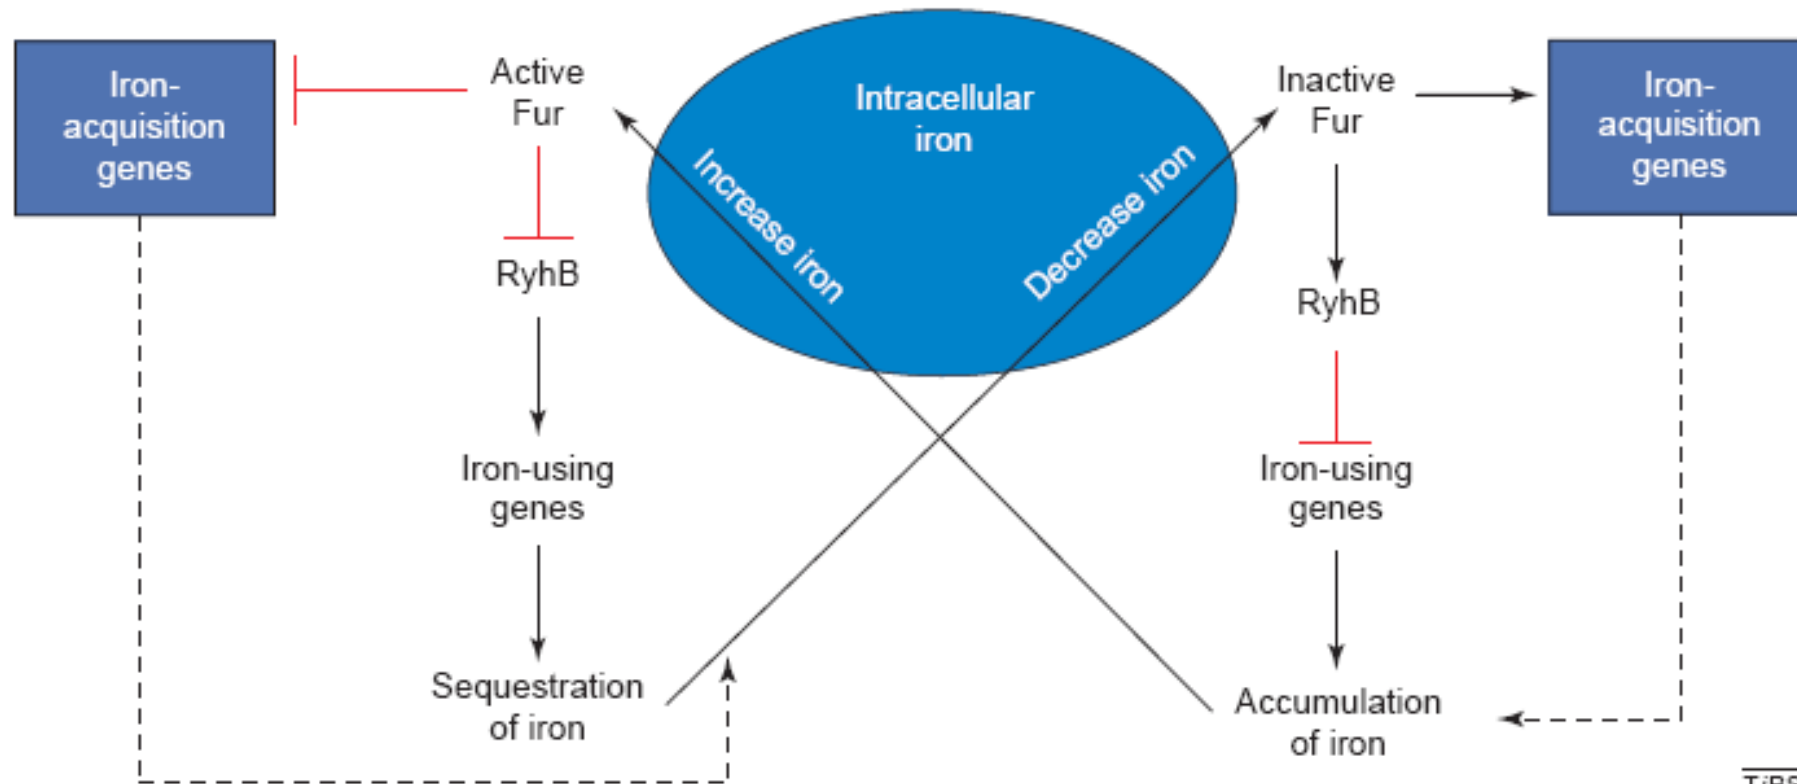 Iron-
acquisition
genes
Active
Fur
Intracellular
iron
Inactive
Fur
Iron-
acquisition
genes
Increase iron
Decrease iron
RyhB
RyhB
Iron-using
genes
Iron-using
genes
Sequestration
of iron
Accumulation
of iron